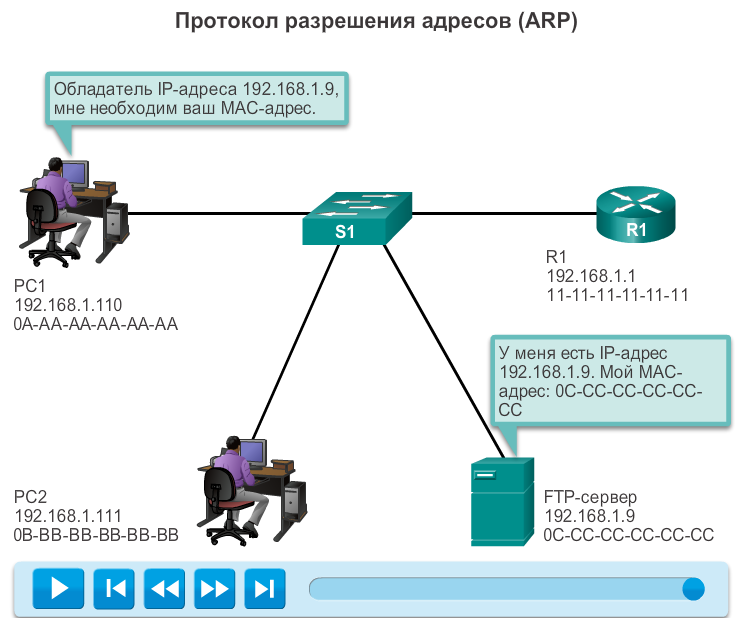 Протокол разрешения адресов (ARP)
Обладатель IP-адреса 192.168.1.9,
мне необходим ваш MAC-адрес.
S1
R1
R1
192.168.1.1
11-11-11-11-11-11
PC1
192.168.1.110
0A-AA-AA-AA-AA-AA
У меня есть IP-адрес
192.168.1.9. Мой MAC-
адрес: 0C-CC-CC-CC-CC-
CC
PC2
192.168.1.111
0B-BB-BB-BB-BB-BB
FTP-сервер
192.168.1.9
0C-CC-CC-CC-CC-CC